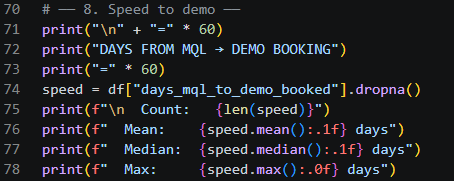 70 # —— 8. Speed to demo ——
71 print("\n" + "=" * 60)
72 print("DAYS FROM MQL → DEMO BOOKING")
73 print("=" * 60)
74 speed = df["days_mql_to_demo_booked"].dropna()
75 print(f"\n  Count:   {len(speed)}")
76 print(f"  Mean:    {speed.mean():.1f} days")
77 print(f"  Median:  {speed.median():.1f} days")
78 print(f"  Max:     {speed.max():.0f} days")